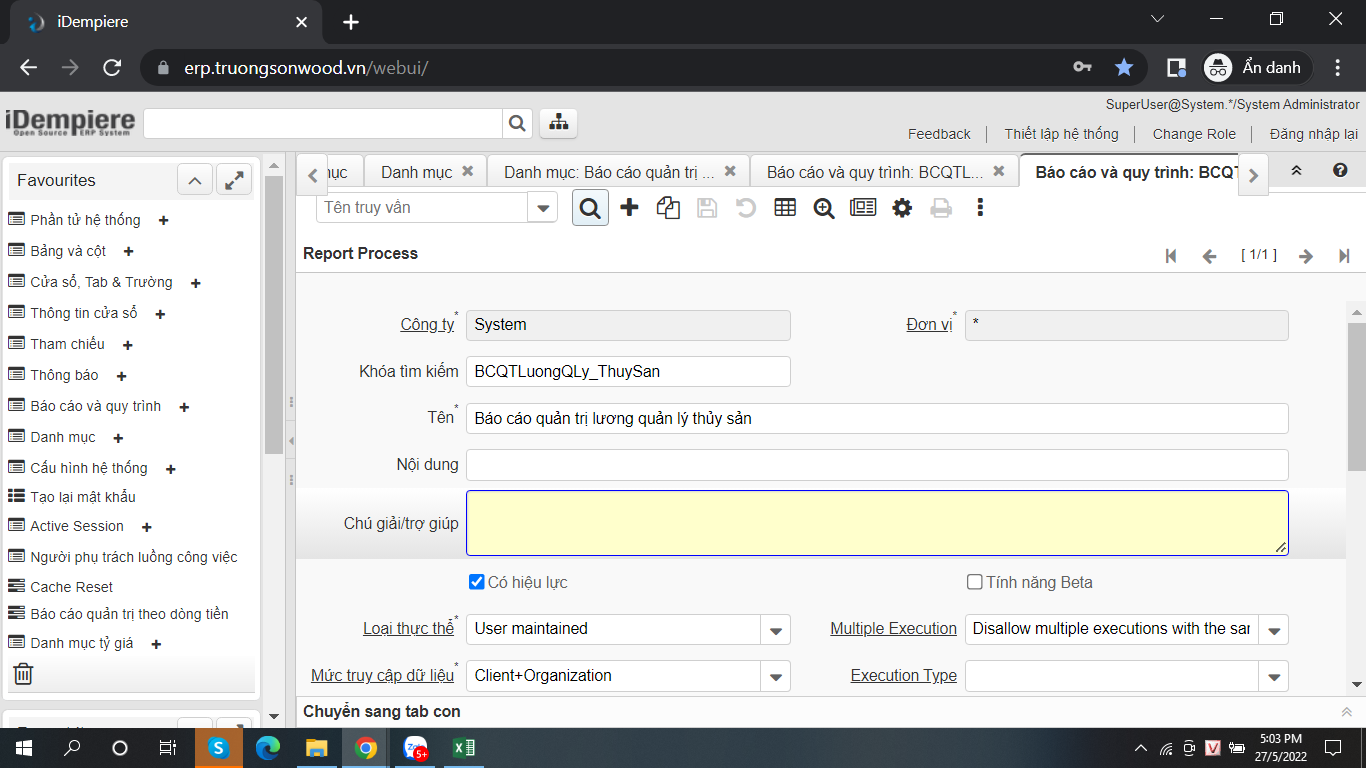 iDempiere
erp.truongsonwood.vn/webui/
Ẩn danh
iDempiere
Open Source ERP System
SuperUser@System.*/System Administrator
Feedback
Thiết lập hệ thống
Change Role
Đăng nhập lại
Favourites
Phần tử hệ thống
Bảng và cột
Cửa sổ, Tab & Trường
Thông tin cửa sổ
Tham chiếu
Thông báo
Báo cáo và quy trình
Danh mục
Cấu hình hệ thống
Tạo lại mật khẩu
Active Session
Người phụ trách luồng công việc
Cache Reset
Báo cáo quản trị theo dòng tiền
Danh mục tỷ giá
Danh mục
Danh mục: Báo cáo quản trị ...
Báo cáo và quy trình: BCQTL...
Báo cáo và quy trình: BCQT
Tên truy vấn
Report Process
[ 1/1 ]
Công ty* System
Đơn vị* *
Khóa tìm kiếm BCQTLuongQLy_ThuySan
Tên* Báo cáo quản trị lương quản lý thủy sản
Nội dung
Chú giải/trợ giúp
Có hiệu lực
Tính năng Beta
Loại thực thể* User maintained
Multiple Execution Disallow multiple executions with the sar
Mức truy cập dữ liệu* Client+Organization
Execution Type
Chuyển sang tab con
5+
5:03 PM
27/5/2022